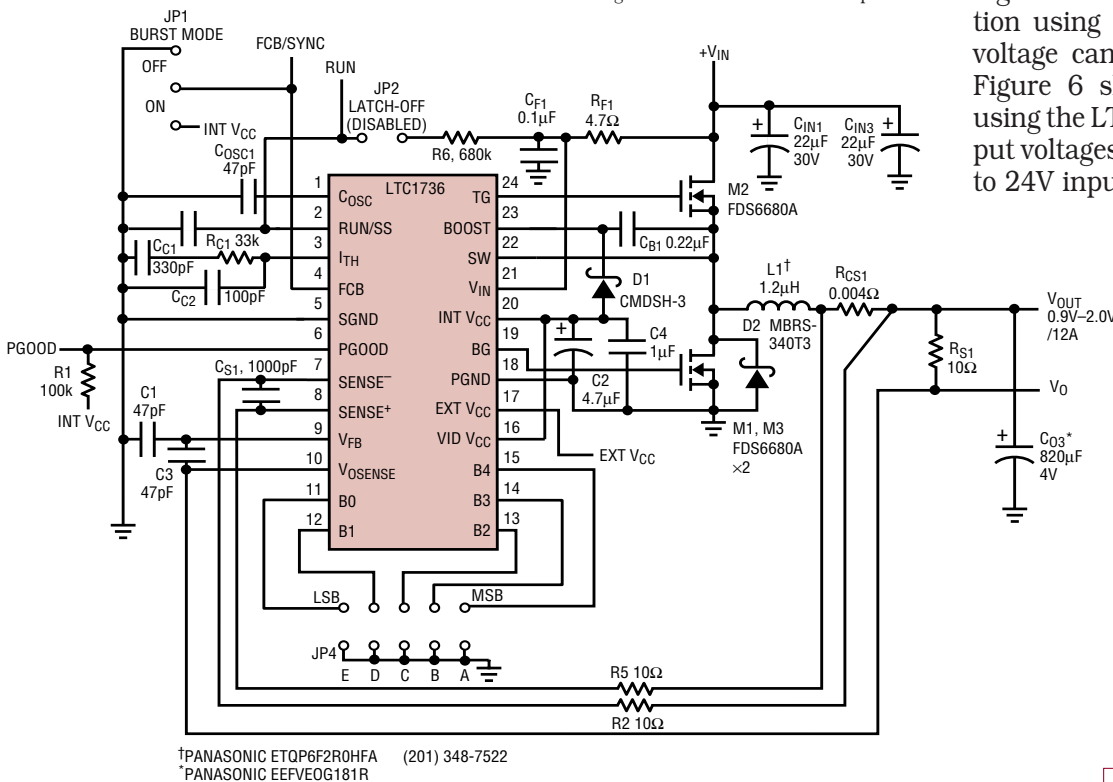 JP1
BURST MODE
OFF
ON
INT VCC
FCB/SYNC
RUN
JP2
LATCH-OFF
(DISABLED)
R6, 680k
CF1
0.1µF
RF1
4.7Ω
+VIN
CIN1
22µF
30V
CIN3
22µF
30V
tion using
voltage can
Figure 6 s
using the LT
put voltages
to 24V inpu
COSC1
47pF
CC1
330pF
RC1 33k
CC2
100pF
PGOOD
R1
100k
INT VCC
CS1, 1000pF
C1
47pF
C3
47pF
LTC1736
1 COSC
2 RUN/SS
3 ITH
4 FCB
5 SGND
6 PGOOD
7 SENSE–
8 SENSE+
9 VFB
10 VOSENSE
11 B0
12 B1
24 TG
23 BOOST
22 SW
21 VIN
20 INT VCC
19 BG
18 PGND
17 EXT VCC
16 VID VCC
15 B4
14 B3
13 B2
M2
FDS6680A
CB1 0.22µF
D1
CMDSH-3
L1†
1.2µH
RCS1
0.004Ω
VOUT
0.9V–2.0V
/12A
D2 MBRS-
340T3
C4
1µF
C2
4.7µF
RS1
10Ω
VO
M1, M3
FDS6680A
×2
EXT VCC
CO3*
820µF
4V
LSB
MSB
JP4
E D C B A
R5 10Ω
R2 10Ω
†PANASONIC ETQP6F2R0HFA (201) 348-7522
*PANASONIC EEFVEOG181R